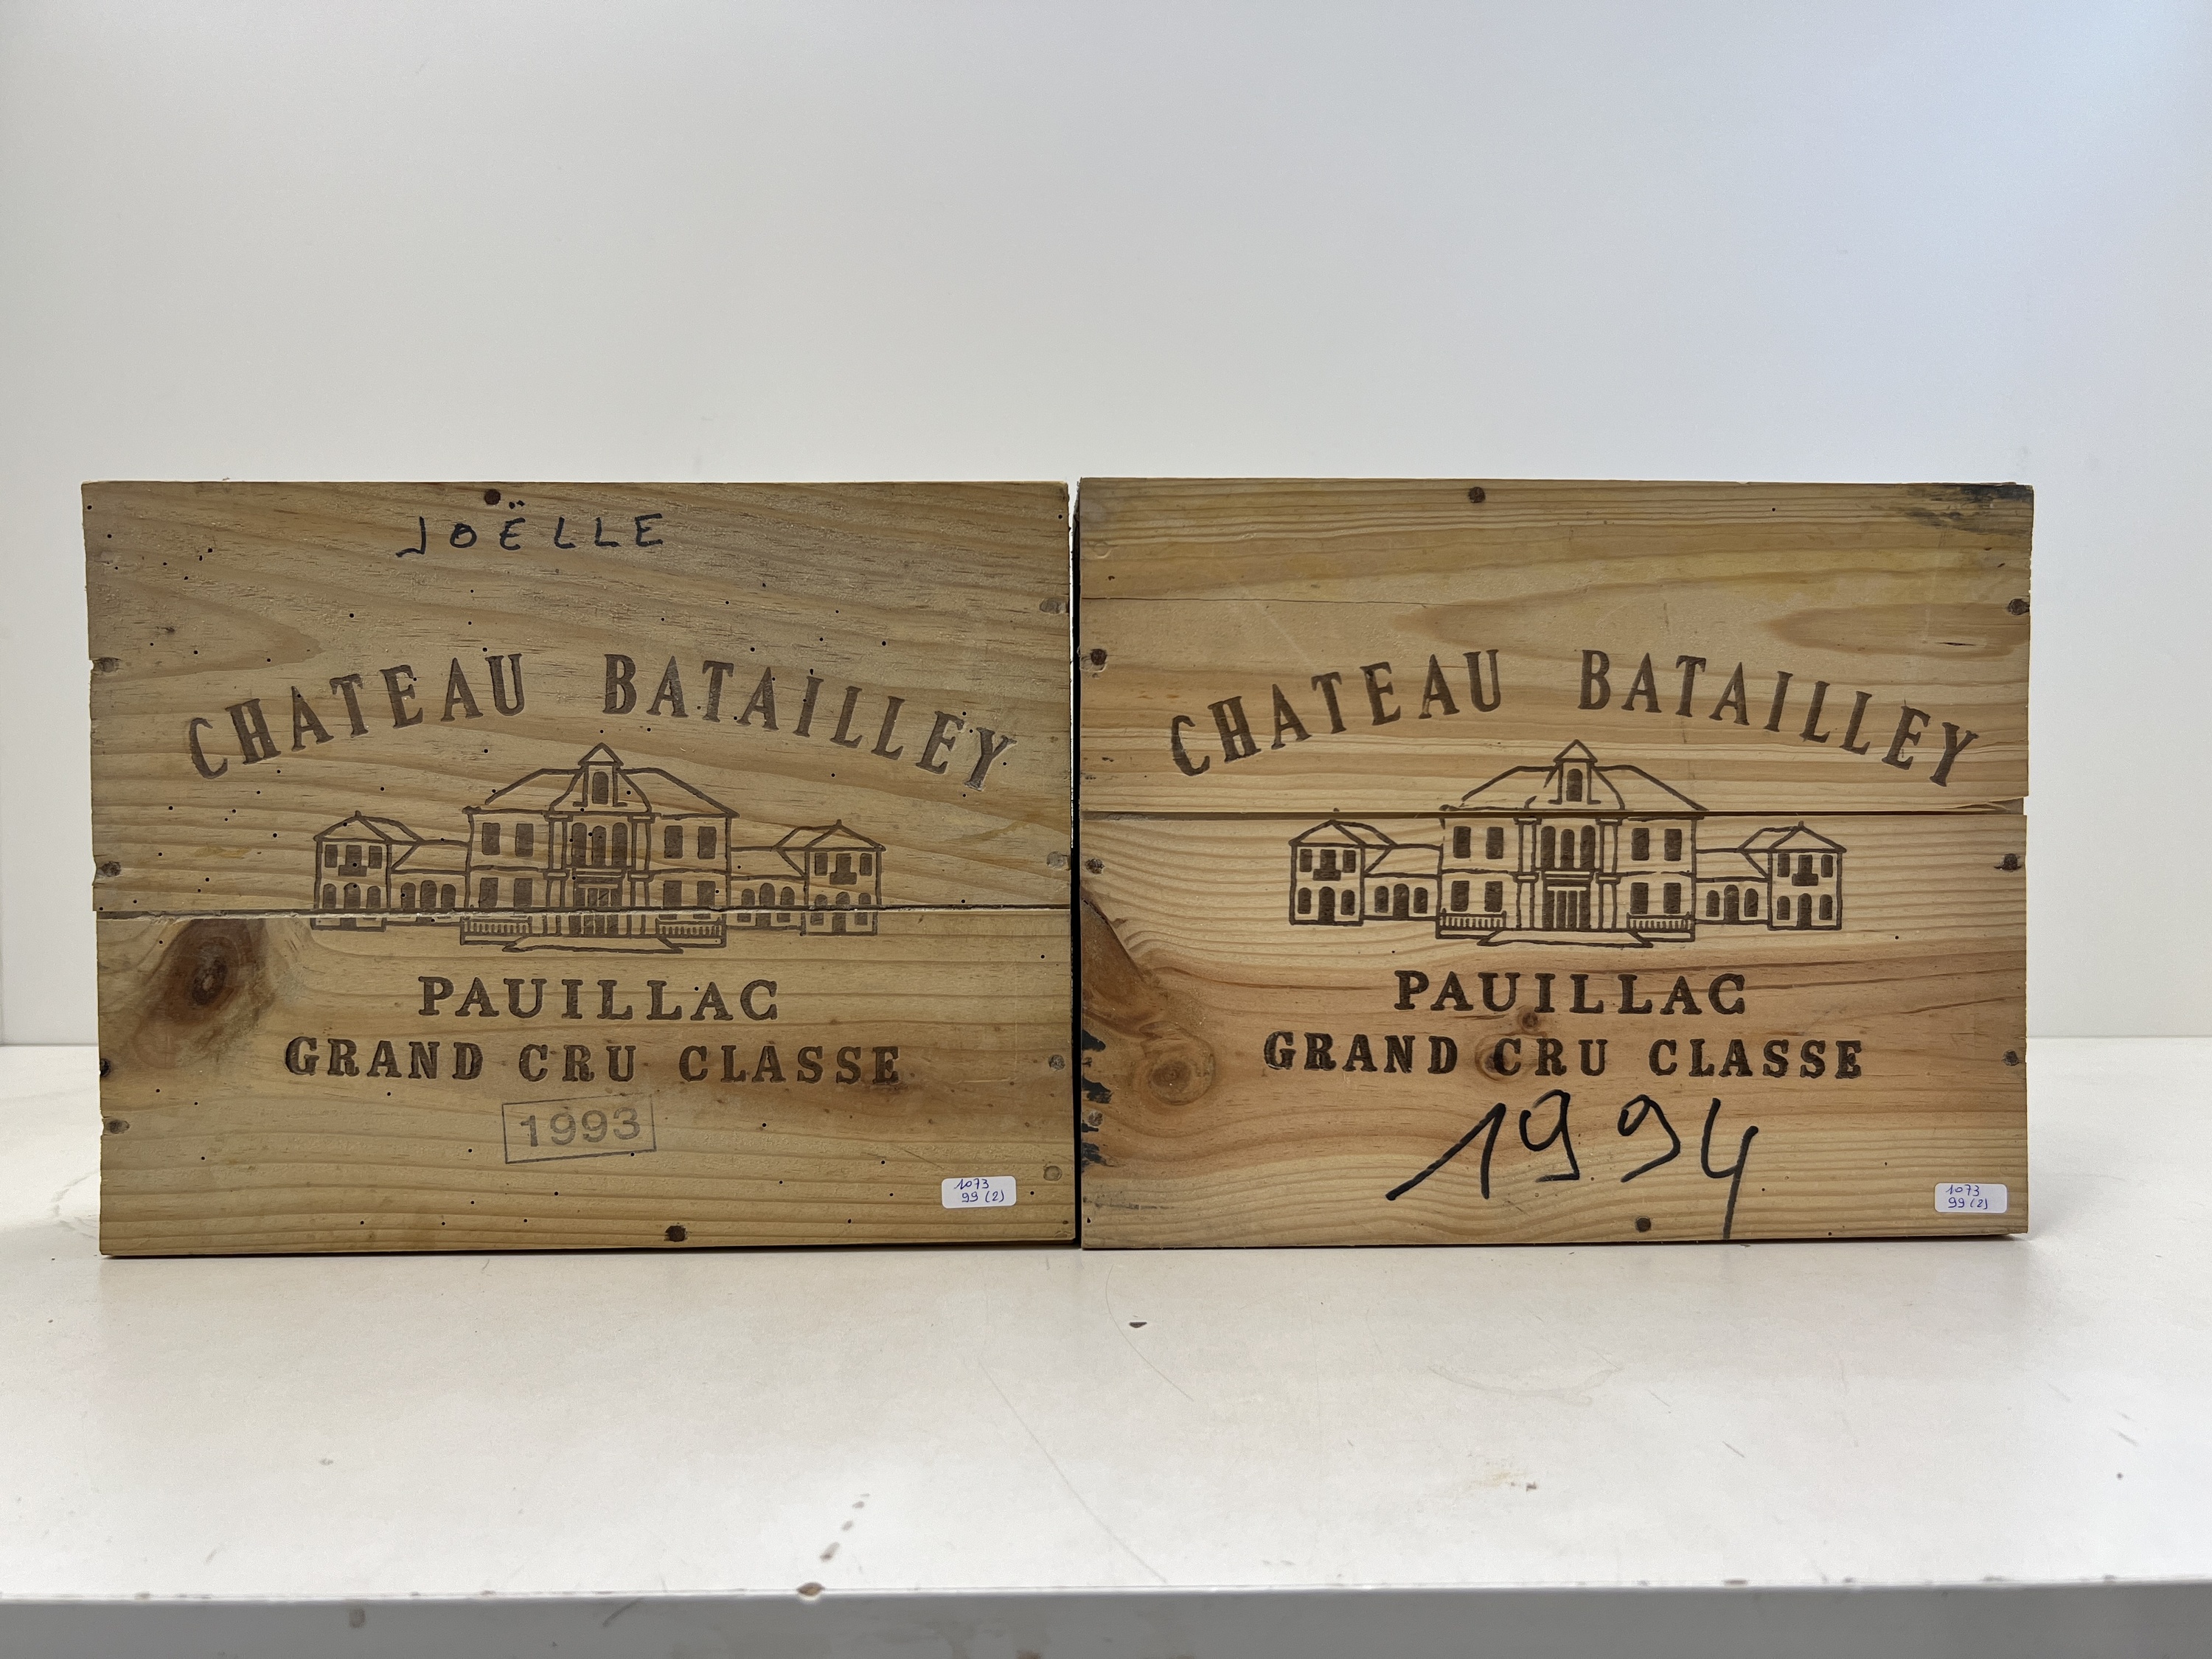 JOËLLE
CHATEAU BATAILLEY
PAUILLAC
GRAND CRU CLASSE
1993
1073
99 (2)
CHATEAU BATAILLEY
PAUILLAC
GRAND CRU CLASSE
1994
1073
99 (2)